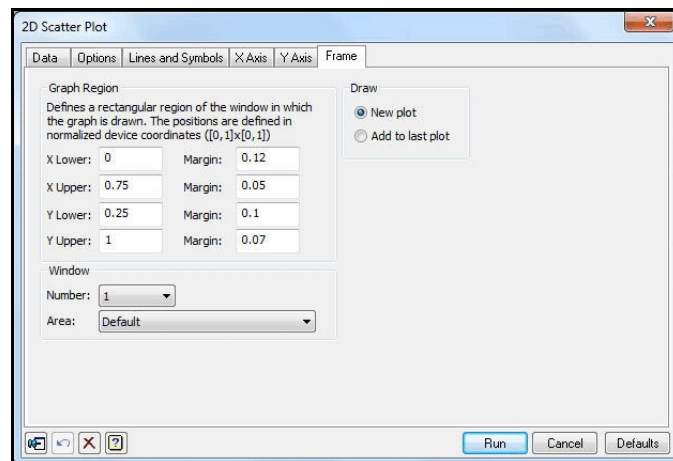 2D Scatter Plot
Data Options Lines and Symbols X Axis Y Axis Frame
Graph Region
Defines a rectangular region of the window in which
the graph is drawn. The positions are defined in
normalized device coordinates ([0,1]x[0,1])
X Lower: 0 Margin: 0.12
X Upper: 0.75 Margin: 0.05
Y Lower: 0.25 Margin: 0.1
Y Upper: 1 Margin: 0.07
Draw
New plot
Add to last plot
Window
Number: 1
Area: Default
Run Cancel Defaults